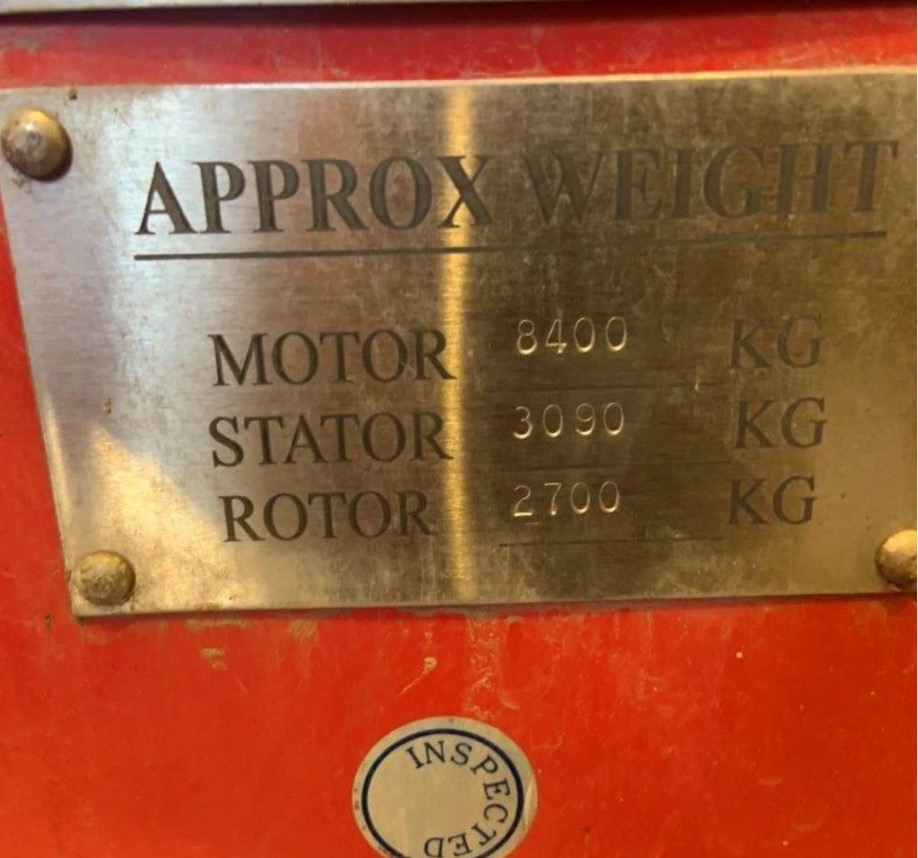 APPROX WEIGHT
MOTOR 8400 KG
STATOR 3090 KG
ROTOR 2700 KG
INSPECTED